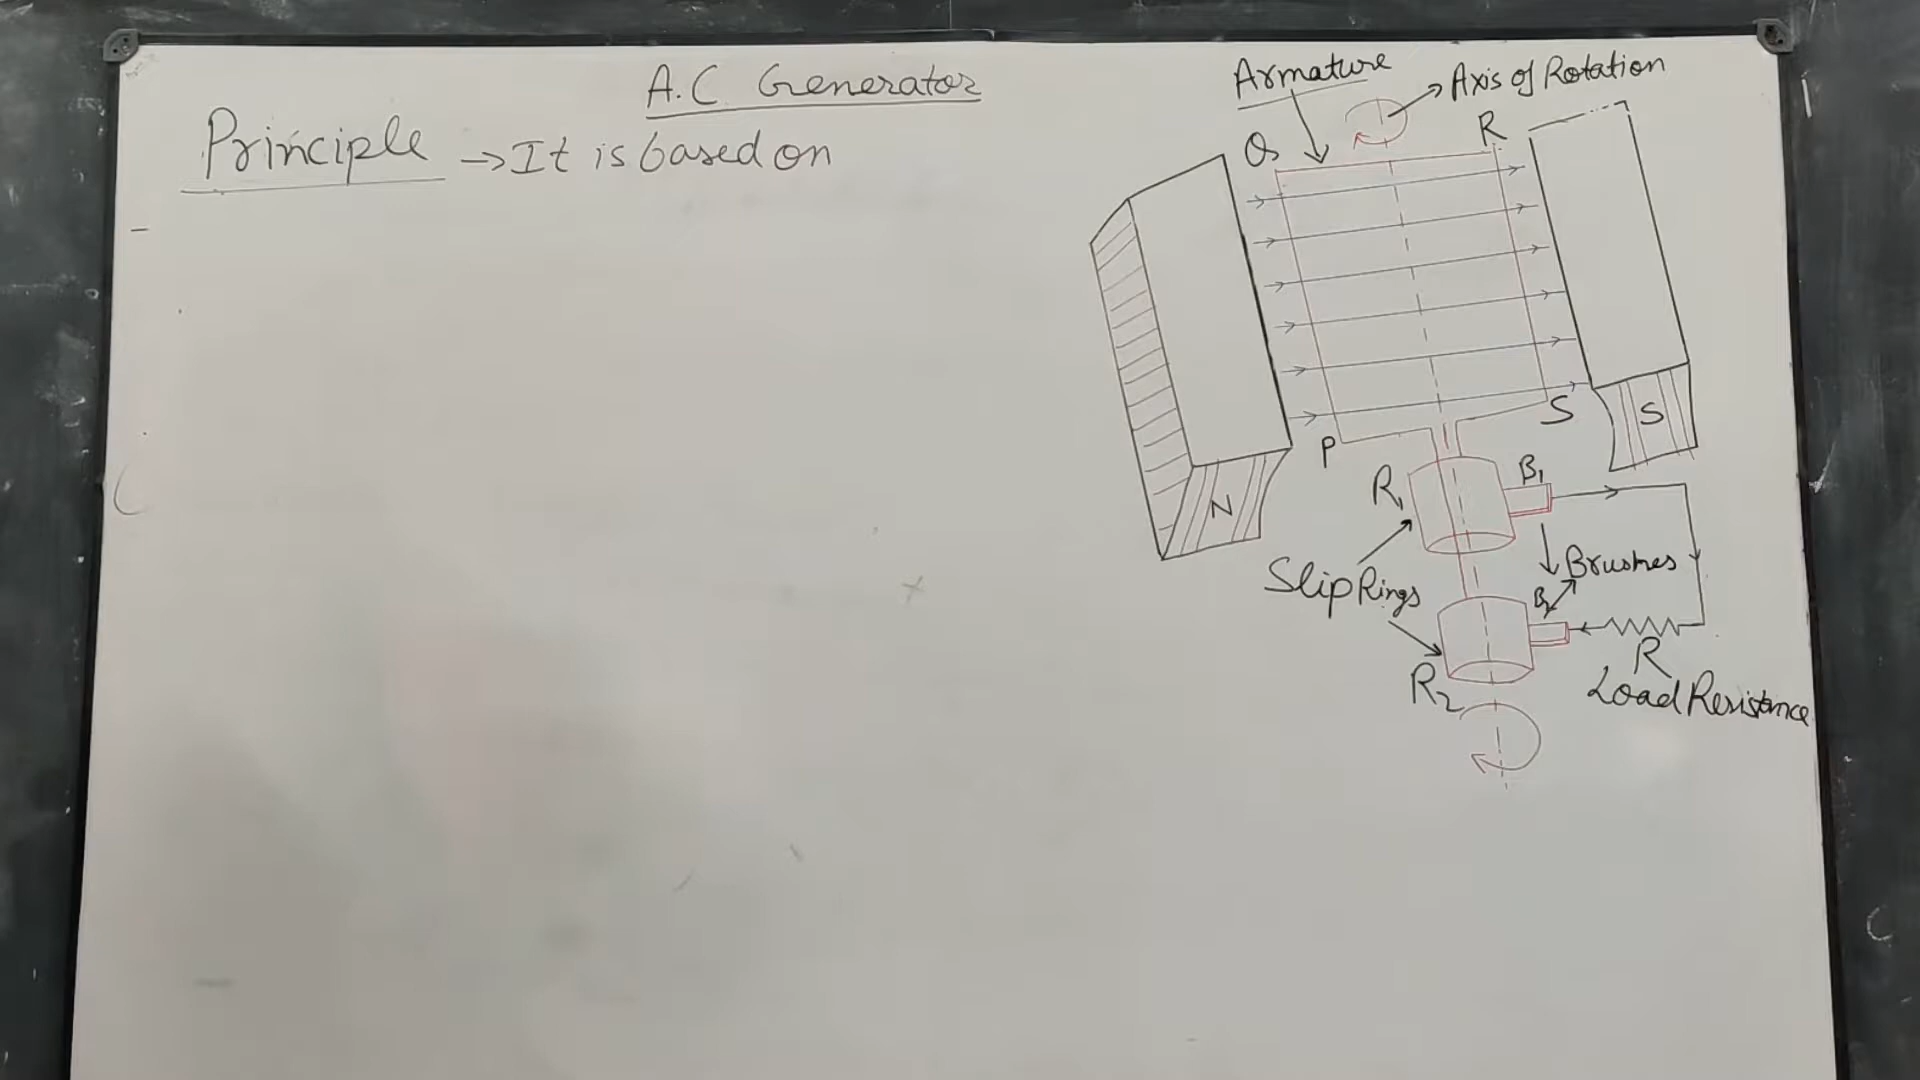 A.C Generator
Principle → It is based on
Armature
Axis of Rotation
Q
R
P
S
N
S
R1
B1
Slip Rings
Brushes
B2
R2
R
Load Resistance